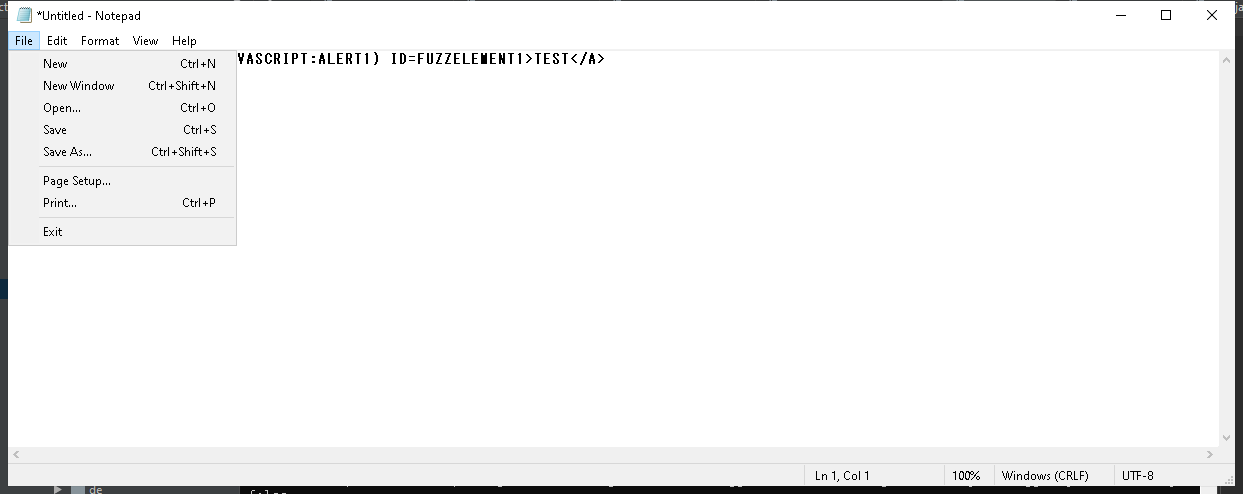 *Untitled - Notepad
File Edit Format View Help
VASCRIPT:ALERT1) ID=FUZZELEMENT1>TEST</A>
New Ctrl+N
New Window Ctrl+Shift+N
Open... Ctrl+O
Save Ctrl+S
Save As... Ctrl+Shift+S
Page Setup...
Print... Ctrl+P
Exit
Ln 1, Col 1 100% Windows (CRLF) UTF-8
de